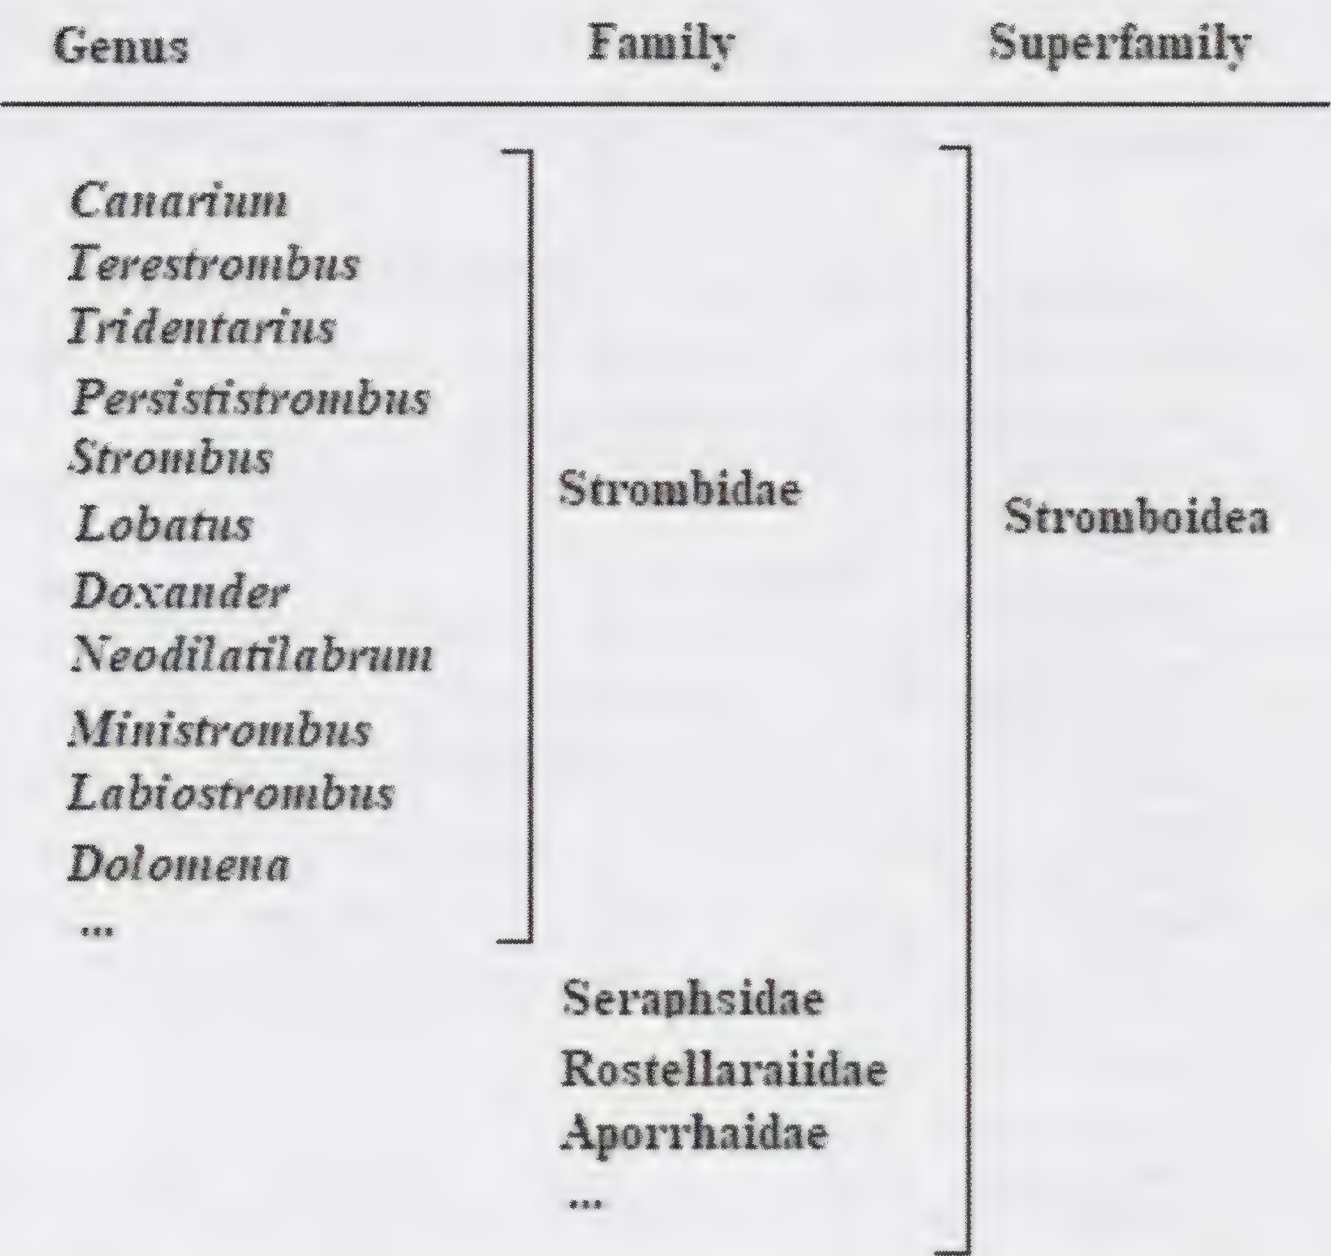 Genus Family Superfamily
Canarium
Terestrombus
Tridentarius
Persististrombus
Strombus
Strombidae
Lobatus
Stromboidea
Doxander
Neodilatilabrum
Ministrombus
Labiostrombus
Dolomena
...
Seraphsidae
Rostellaraiidae
Aporrhaidae
...